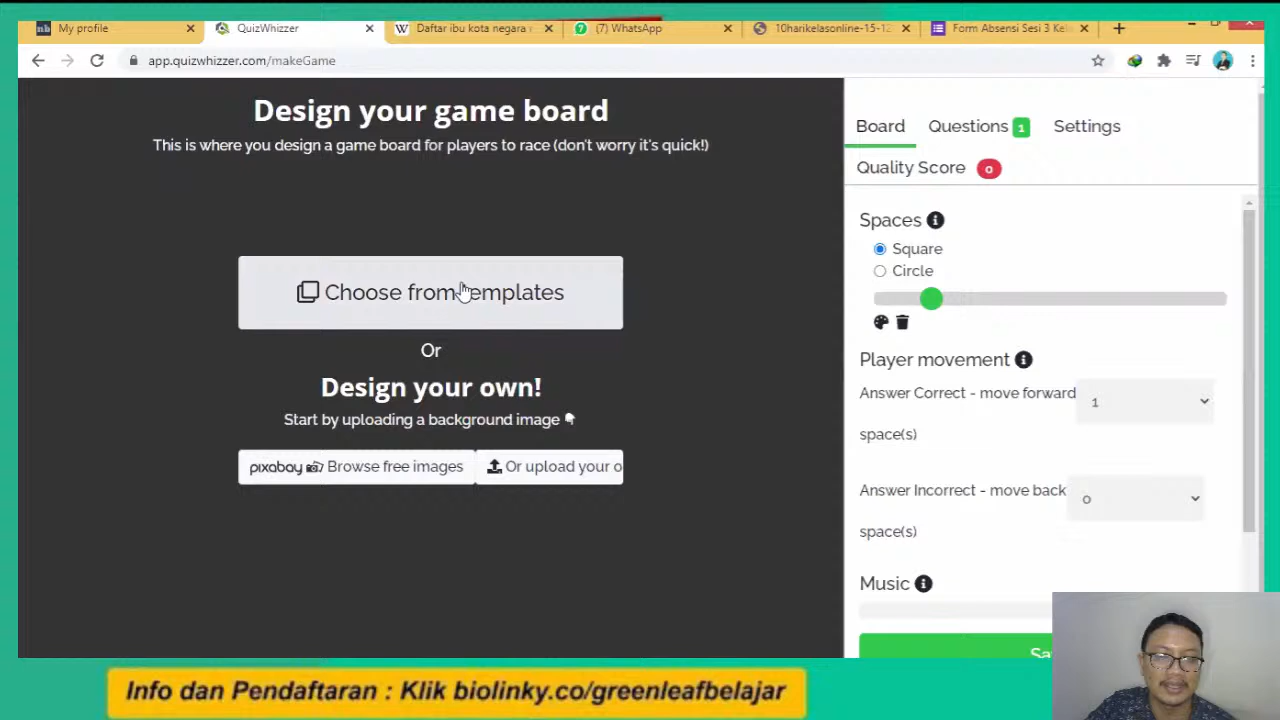 My profile
QuizWhizzer
Daftar ibu kota negara
(7) WhatsApp
10harikelasonline-15-12
Form Absensi Sesi 3 Kel
app.quizwhizzer.com/makeGame
Design your game board
This is where you design a game board for players to race (don't worry it's quick!)
Choose from templates
Or
Design your own!
Start by uploading a background image
pixabay Browse free images
Or upload your o
Board
Questions 1
Settings
Quality Score 0
Spaces
Square
Circle
Player movement
Answer Correct - move forward 1
space(s)
Answer Incorrect - move back 0
space(s)
Music
Sa
Info dan Pendaftaran : Klik biolinky.co/greenleafbelajar